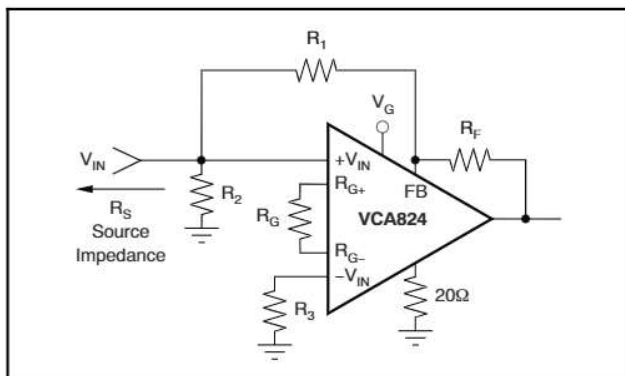 R1
VG
RF
VIN
+VIN
RG+
FB
R2
RS
Source
Impedance
RG
VCA824
RG−
−VIN
R3
20Ω